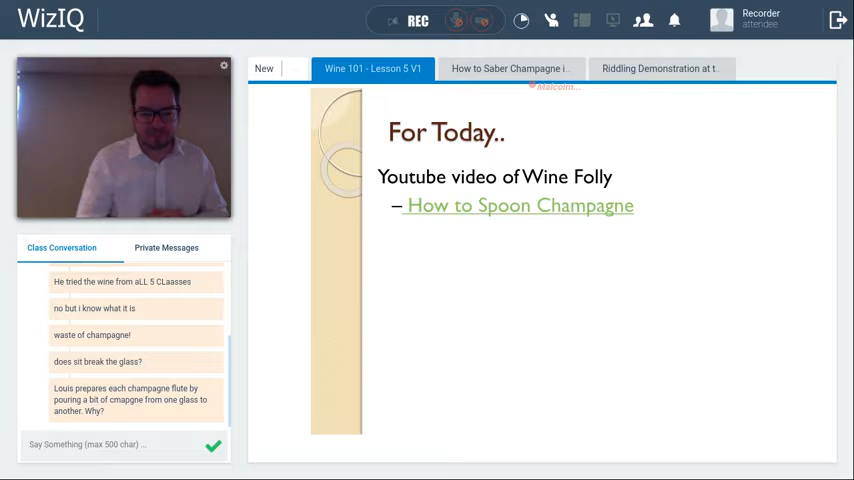 WizIQ
REC
Recorder
attendee
New
Wine 101 - Lesson 5 V1
How to Saber Champagne i...
Riddling Demonstration at t...
Malcolm...
For Today..
Youtube video of Wine Folly
– How to Spoon Champagne
Class Conversation
Private Messages
He tried the wine from aLL 5 CLaasses
no but i know what it is
waste of champagne!
does sit break the glass?
Louis prepares each champagne flute by
pouring a bit of cmapgne from one glass to
another. Why?
Say Something (max 500 char) ...